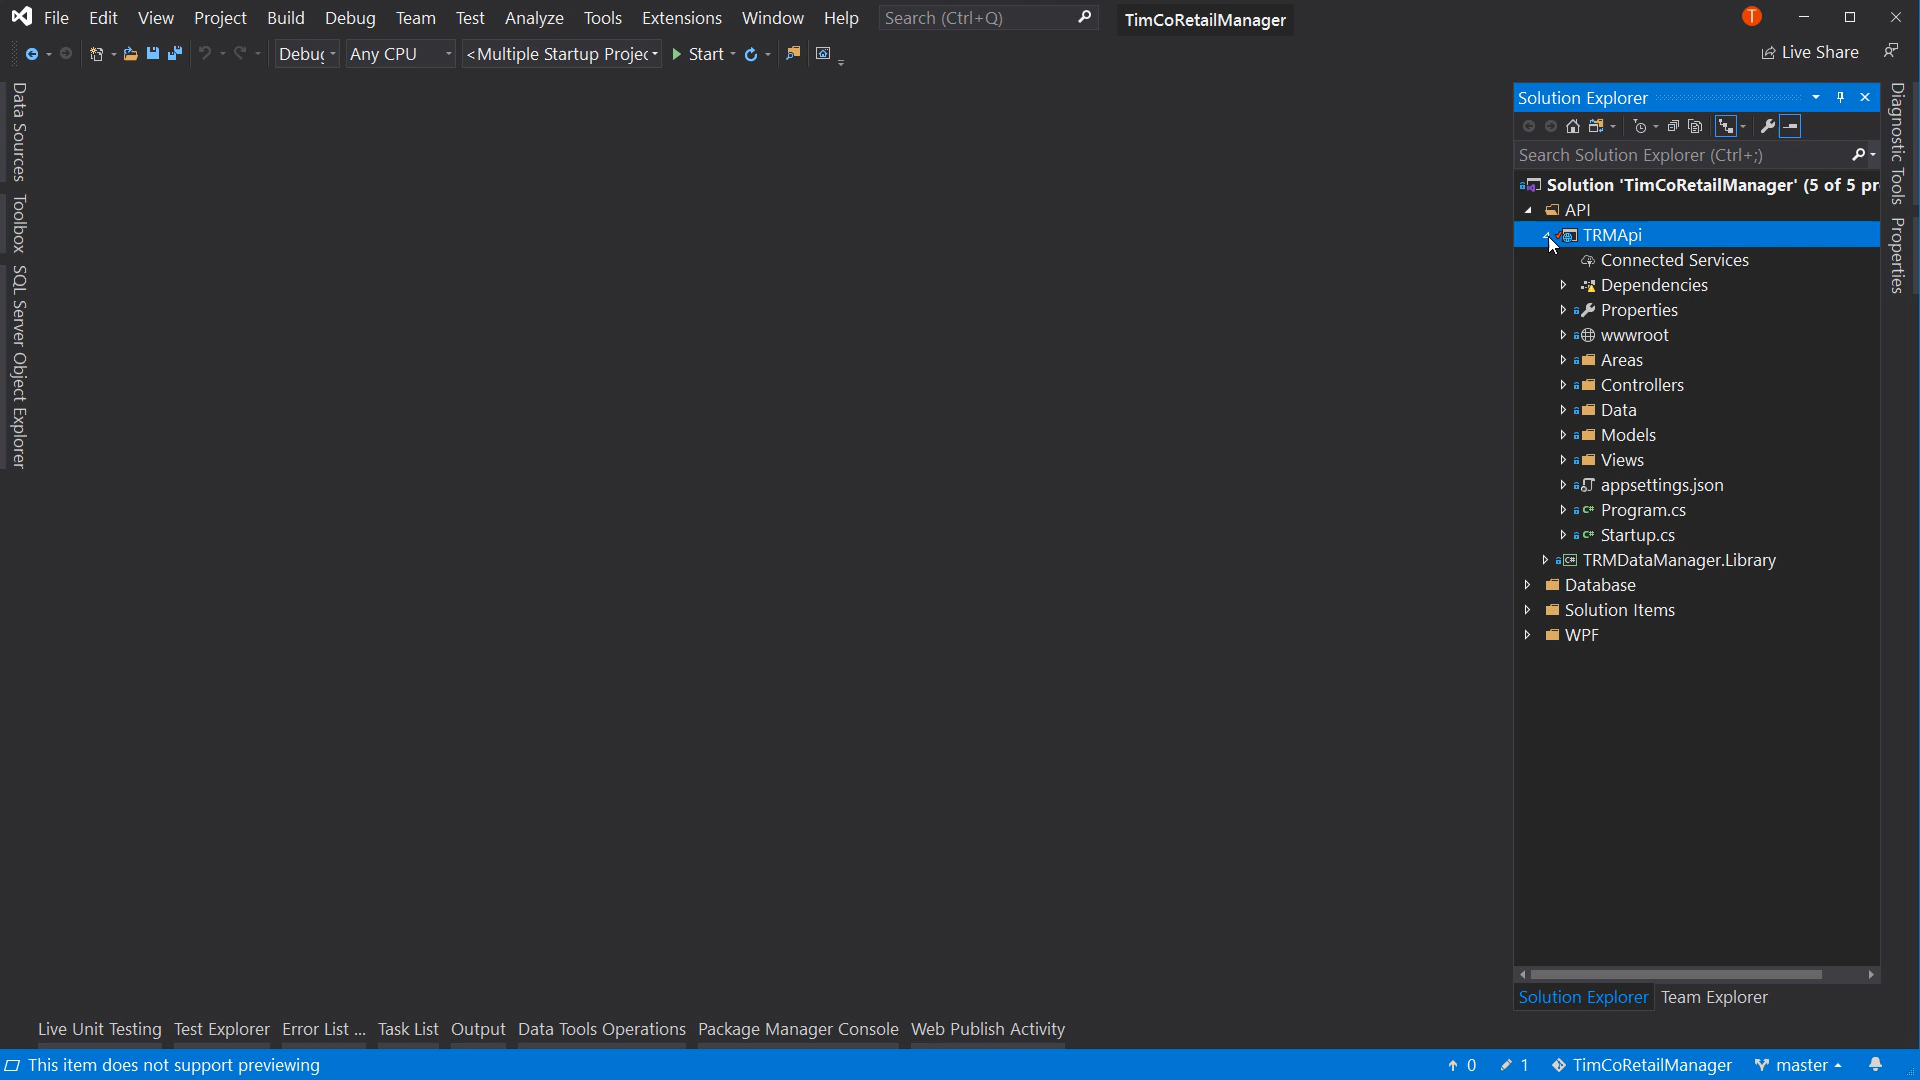 File Edit View Project Build Debug Team Test Analyze Tools Extensions Window Help Search (Ctrl+Q) TimCoRetailManager T
Debug Any CPU <Multiple Startup Projec Start Live Share
Data Sources
Toolbox
SQL Server Object Explorer
Solution Explorer
Search Solution Explorer (Ctrl+;)
Solution 'TimCoRetailManager' (5 of 5 pr
API
TRMApi
Connected Services
Dependencies
Properties
wwwroot
Areas
Controllers
Data
Models
Views
appsettings.json
C# Program.cs
C# Startup.cs
C# TRMDataManager.Library
Database
Solution Items
WPF
Solution Explorer Team Explorer
Diagnostic Tools
Properties
Live Unit Testing Test Explorer Error List ... Task List Output Data Tools Operations Package Manager Console Web Publish Activity
This item does not support previewing 0 1 TimCoRetailManager master